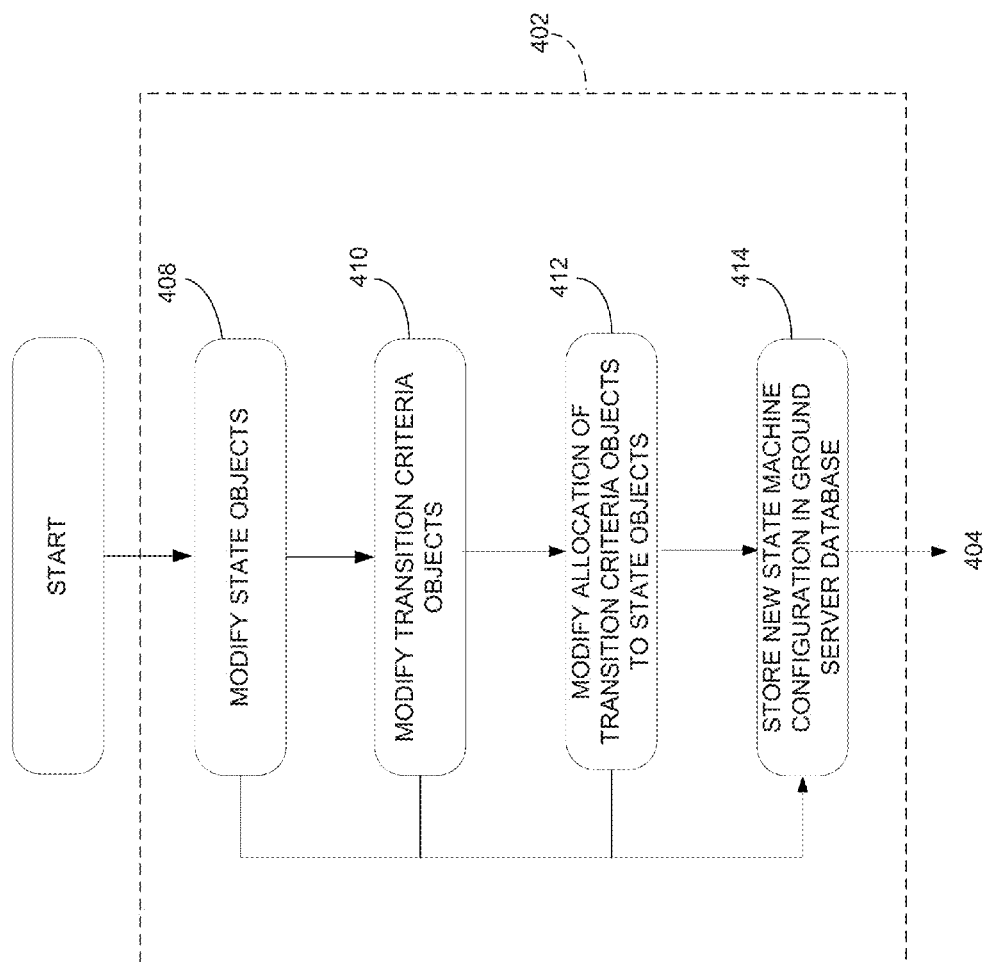 START
402
MODIFY STATE OBJECTS
408
MODIFY TRANSITION CRITERIA
OBJECTS
410
MODIFY ALLOCATION OF
TRANSITION CRITERIA OBJECTS
TO STATE OBJECTS
412
STORE NEW STATE MACHINE
CONFIGURATION IN GROUND
SERVER DATABASE
414
404